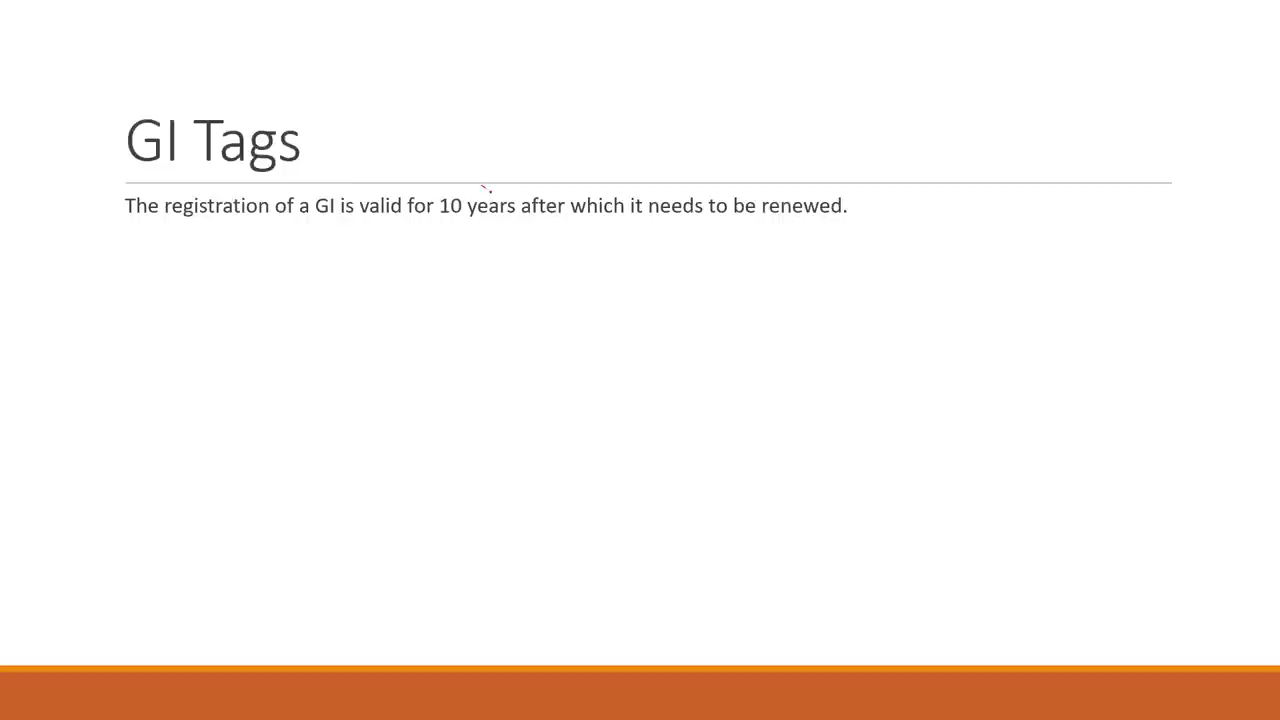 GI Tags
The registration of a GI is valid for 10 years after which it needs to be renewed.